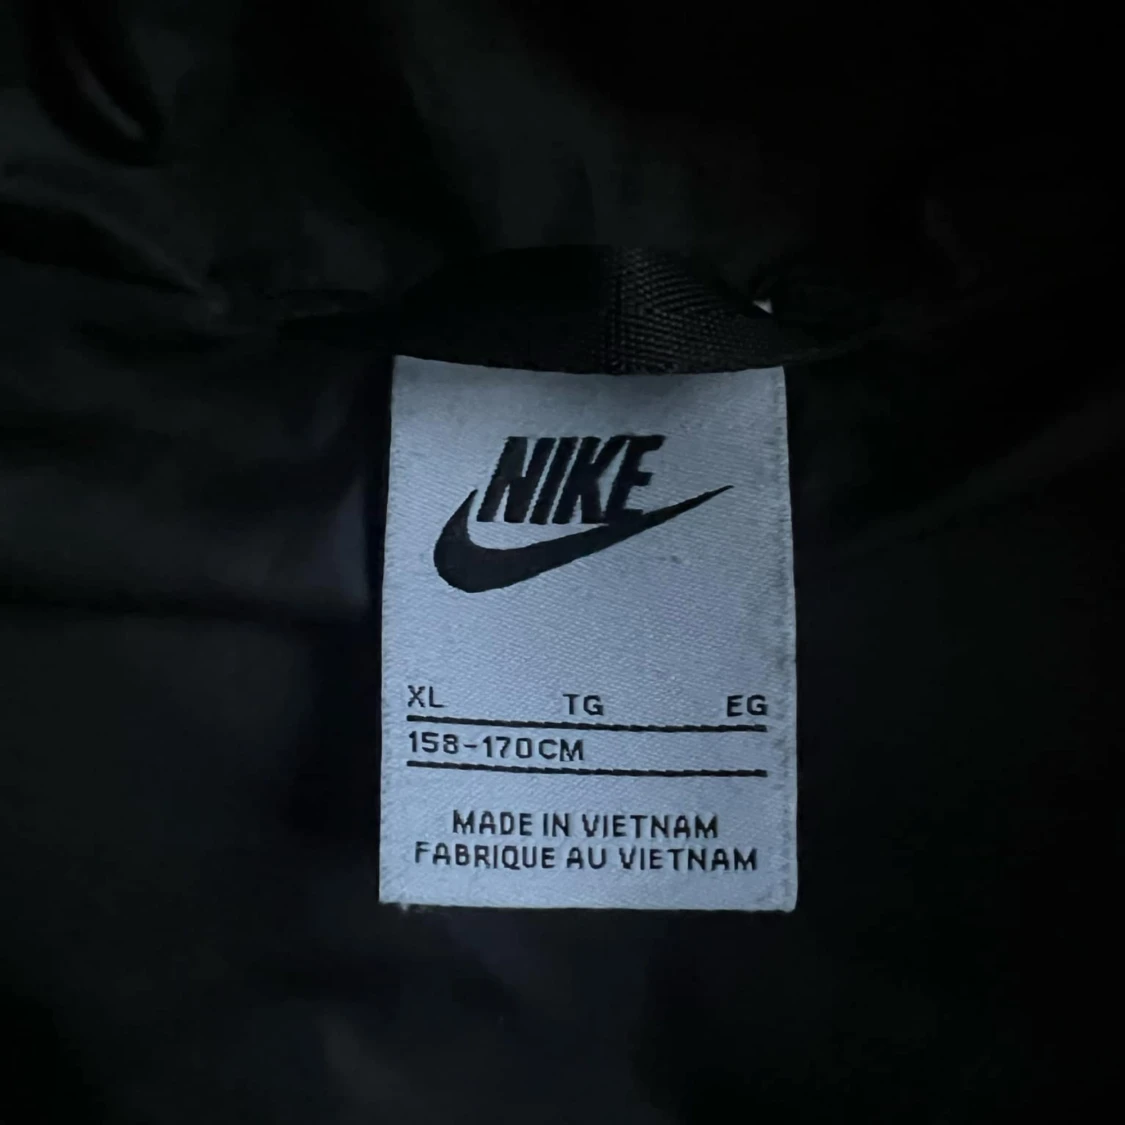 NIKE
XL TG EG
158-170CM
MADE IN VIETNAM
FABRIQUE AU VIETNAM